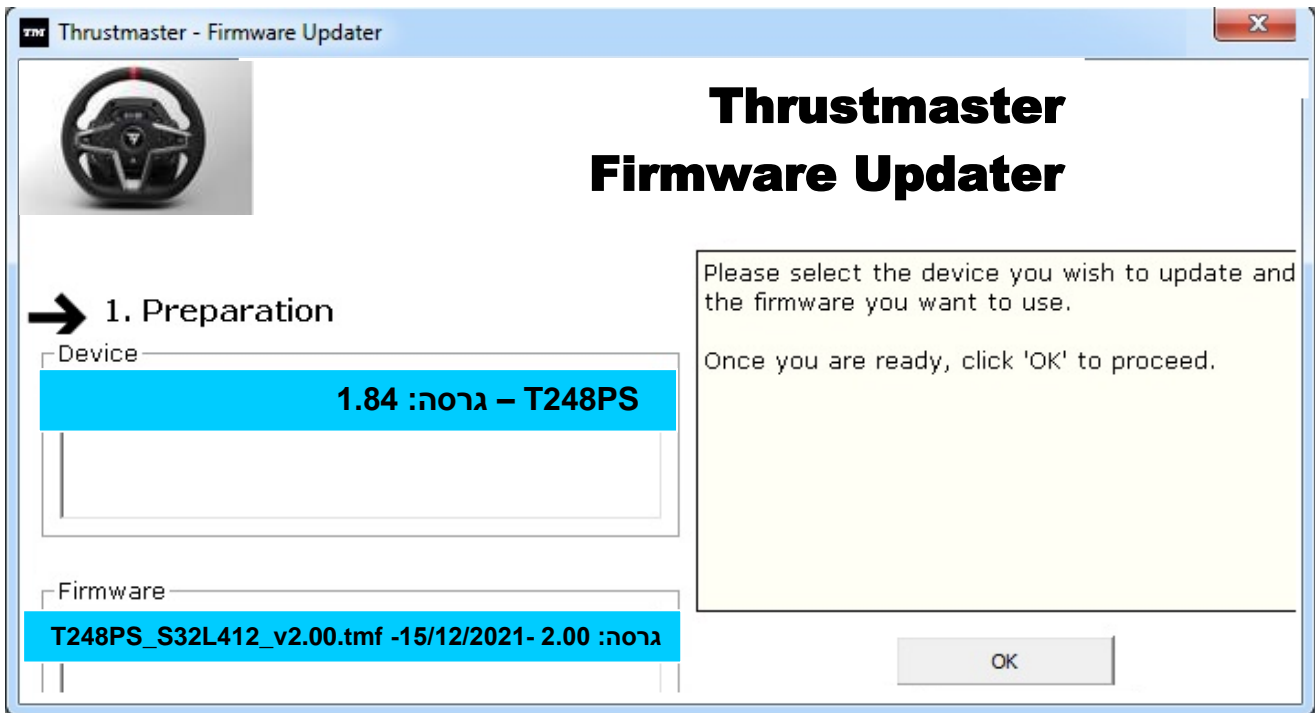 Thrustmaster - Firmware Updater
Thrustmaster
Firmware Updater
1. Preparation
Device
T248PS – גרסה: 1.84
Firmware
גרסה: 2.00 -15/12/2021- T248PS_S32L412_v2.00.tmf
Please select the device you wish to update and
the firmware you want to use.
Once you are ready, click 'OK' to proceed.
OK